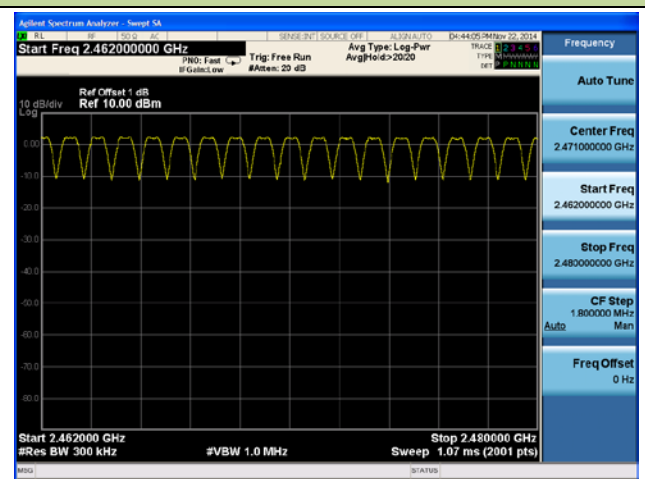 Agilent Spectrum Analyzer - Swept SA
RL RF 50 Ω AC SENSE:INT SOURCE OFF ALIGN AUTO 04:44:05 PM Nov 22, 2014
Start Freq 2.462000000 GHz
PNO: Fast
IFGain:Low
Trig: Free Run
#Atten: 20 dB
Avg Type: Log-Pwr
Avg|Hold:>20/20
TRACE 1 2 3 4 5 6
TYPE
DET P P N N N N
Frequency
Auto Tune
Ref Offset 1 dB
10 dB/div Ref 10.00 dBm
Log
0.00
-10.0
-20.0
-30.0
-40.0
-50.0
-60.0
-70.0
-80.0
Center Freq
2.471000000 GHz
Start Freq
2.462000000 GHz
Stop Freq
2.480000000 GHz
CF Step
1.800000 MHz
Auto Man
Freq Offset
0 Hz
Start 2.462000 GHz Stop 2.480000 GHz
#Res BW 300 kHz #VBW 1.0 MHz Sweep 1.07 ms (2001 pts)
MSG STATUS